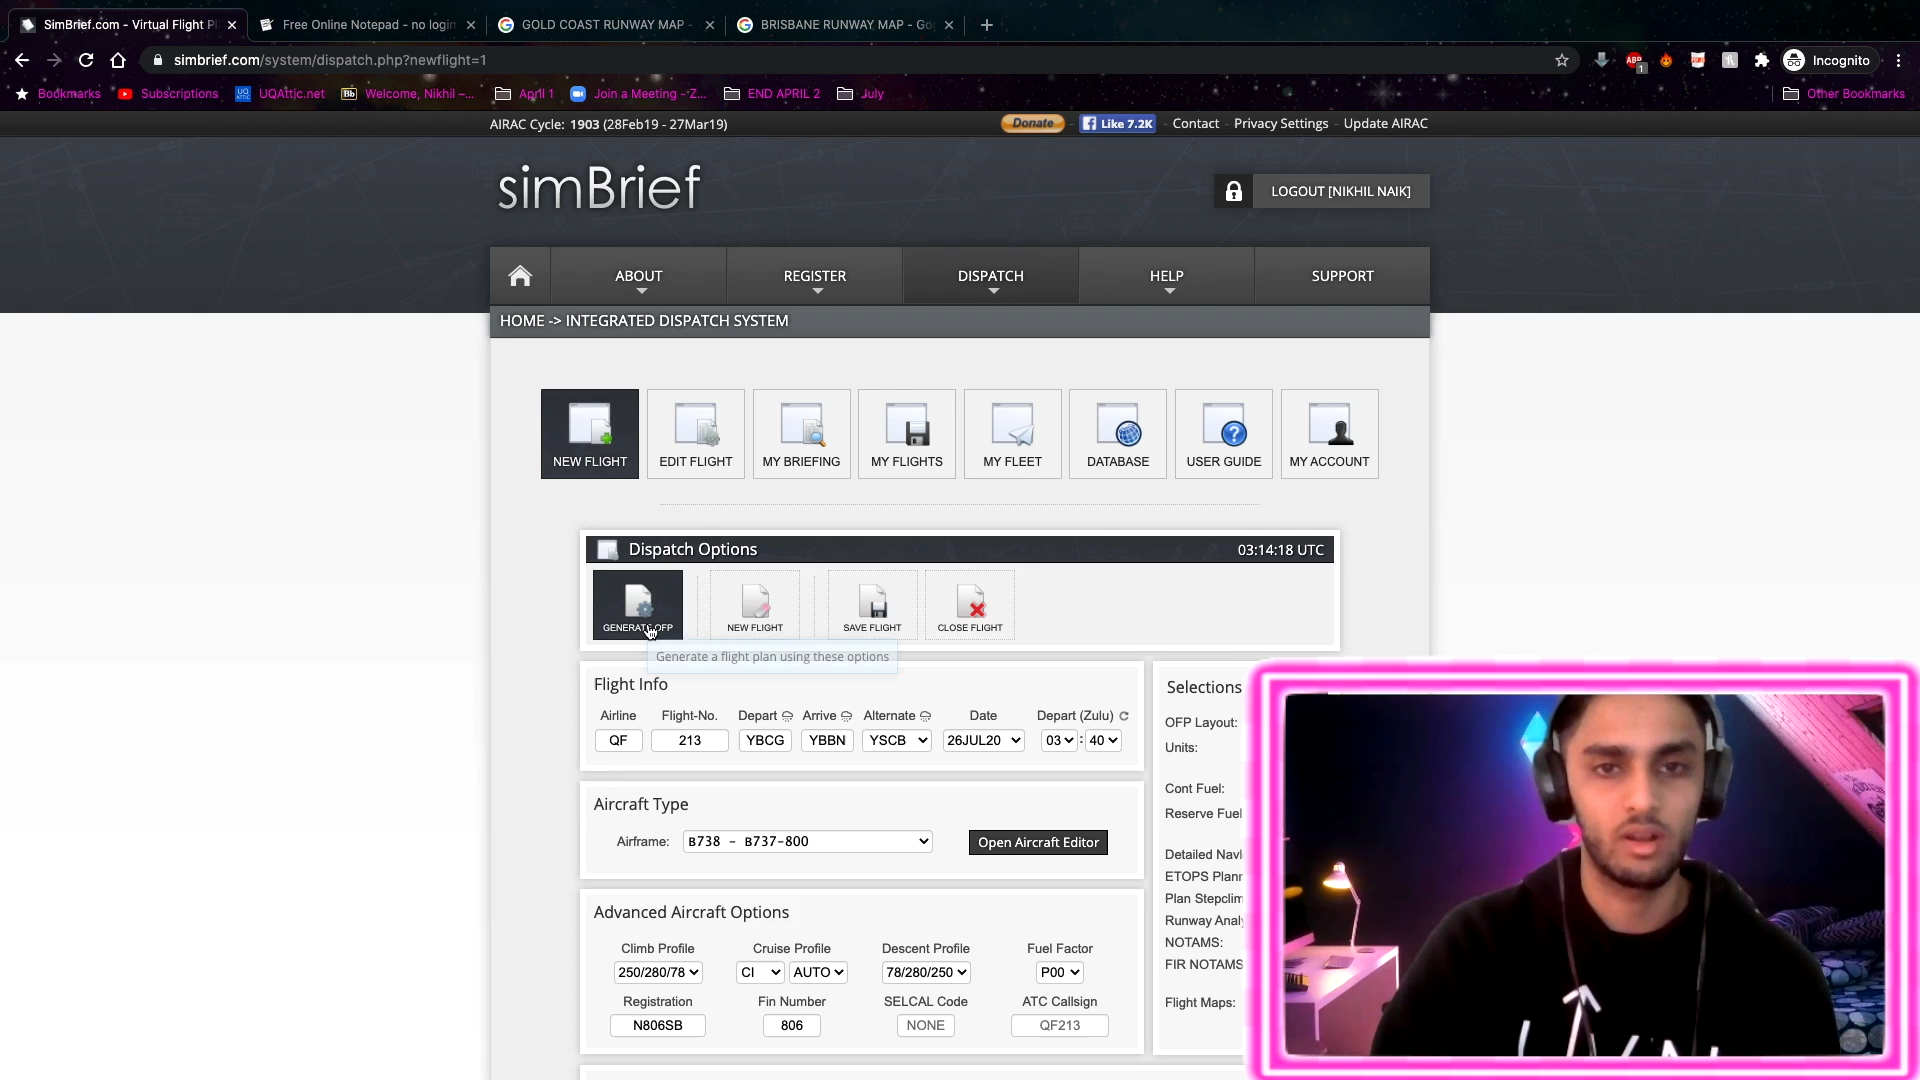 SimBrief.com - Virtual Flight P
Free Online Notepad - no login
GOLD COAST RUNWAY MAP -
BRISBANE RUNWAY MAP - Go
simbrief.com/system/dispatch.php?newflight=1
ABP
1
Incognito
Bookmarks
Subscriptions
UQ
UQAttic.net
Bb
Welcome, Nikhil –...
April 1
Join a Meeting - Z...
END APRIL 2
July
Other Bookmarks
AIRAC Cycle: 1903 (28Feb19 - 27Mar19)
Donate - Like 7.2K - Contact - Privacy Settings - Update AIRAC
simBrief
LOGOUT [NIKHIL NAIK]
ABOUT
REGISTER
DISPATCH
HELP
SUPPORT
HOME -> INTEGRATED DISPATCH SYSTEM
NEW FLIGHT
EDIT FLIGHT
MY BRIEFING
MY FLIGHTS
MY FLEET
DATABASE
USER GUIDE
MY ACCOUNT
Dispatch Options
03:14:18 UTC
GENERATE OFP
NEW FLIGHT
SAVE FLIGHT
CLOSE FLIGHT
Generate a flight plan using these options
Flight Info
Airline Flight-No. Depart Arrive Alternate Date Depart (Zulu)
QF 213 YBCG YBBN YSCB 26JUL20 03 : 40
Aircraft Type
Airframe: B738 - B737-800
Open Aircraft Editor
Advanced Aircraft Options
Climb Profile Cruise Profile Descent Profile Fuel Factor
250/280/78 CI AUTO 78/280/250 P00
Registration Fin Number SELCAL Code ATC Callsign
N806SB 806 NONE QF213
Selections
OFP Layout:
Units:
Cont Fuel:
Reserve Fuel
Detailed Navl
ETOPS Plann
Plan Stepclim
Runway Analy
NOTAMS:
FIR NOTAMS
Flight Maps: